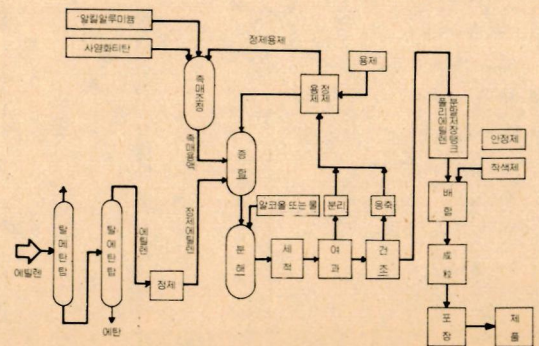 알킬알루미늄
사염화티탄
정제용제
용제
촉매조정
용제정제
촉매용액
중합
폴리에틸렌분말저장탱크
안정제
착색제
알코올 또는 물
분리
응축
배합
탈메탄탑
탈에탄탑
에틸렌
정제에틸렌
에틸렌
정제
분해
세척
여과
건조
成粒
에탄
포장
제품